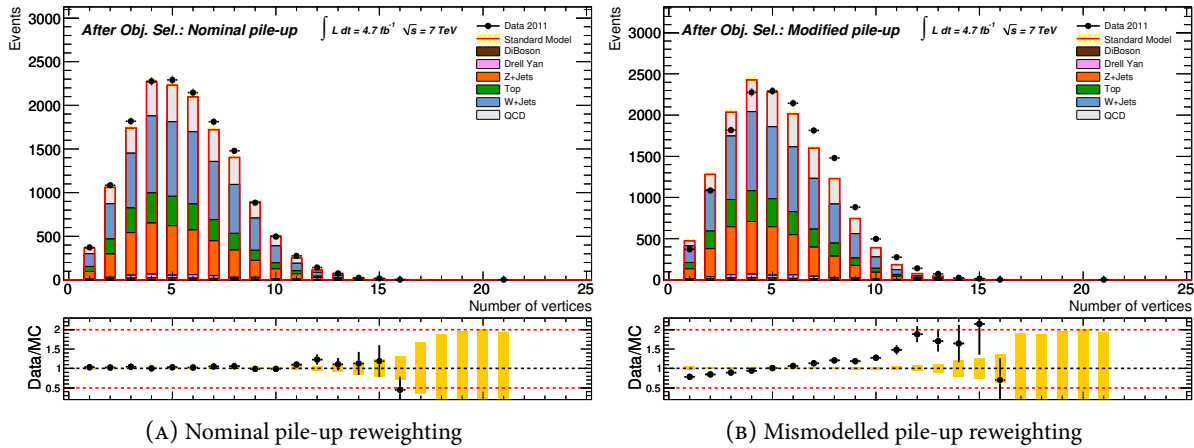 After Obj. Sel.: Nominal pile-up
∫ L dt = 4.7 fb⁻¹ √s = 7 TeV
Data 2011
Standard Model
DiBoson
Drell Yan
Z+Jets
Top
W+Jets
QCD
Events
3000
2500
2000
1500
1000
500
0
0 5 10 15 20 25
Number of vertices
Data/MC
2
1.5
1
0.5
(A) Nominal pile-up reweighting
After Obj. Sel.: Modified pile-up
∫ L dt = 4.7 fb⁻¹ √s = 7 TeV
Data 2011
Standard Model
DiBoson
Drell Yan
Z+Jets
Top
W+Jets
QCD
Events
3000
2500
2000
1500
1000
500
0
0 5 10 15 20 25
Number of vertices
Data/MC
2
1.5
1
0.5
(B) Mismodelled pile-up reweighting